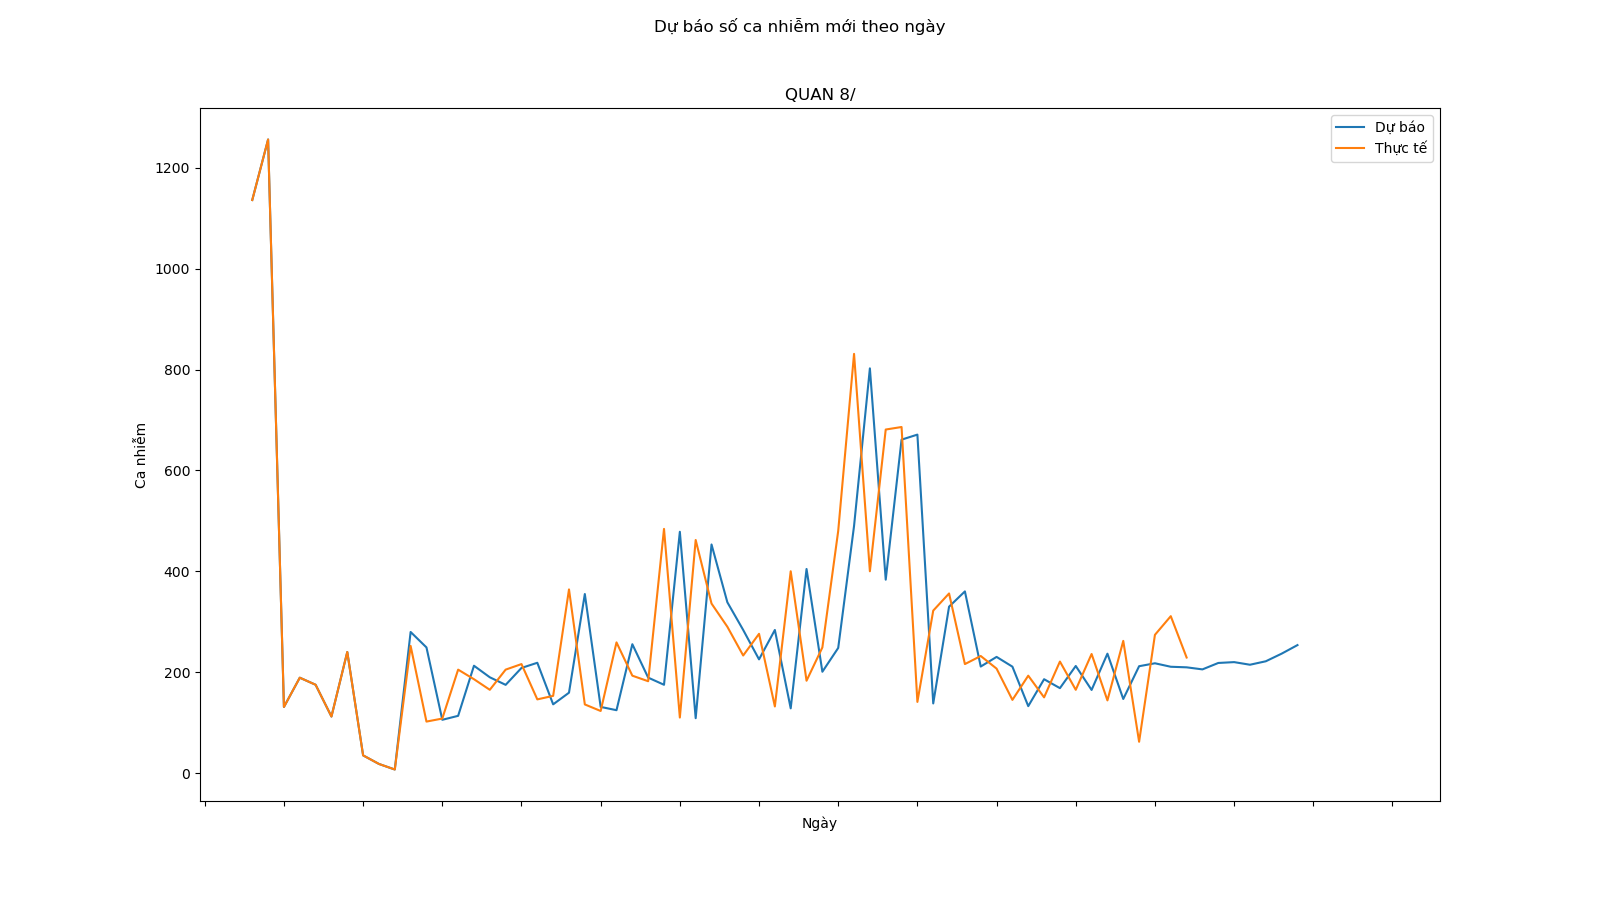 Dự báo số ca nhiễm mới theo ngày
QUAN 8/
Dự báo
Thực tế
1200
1000
800
600
400
200
0
Ca nhiễm
Ngày